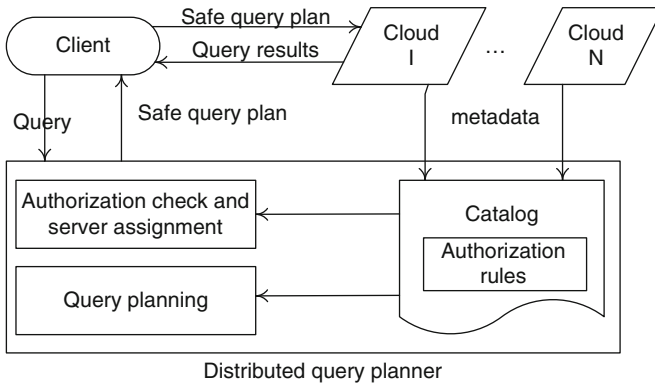 Safe query plan
Client
Query results
Cloud
I
...
Cloud
N
Query
Safe query plan
metadata
Authorization check and
server assignment
Catalog
Authorization
rules
Query planning
Distributed query planner